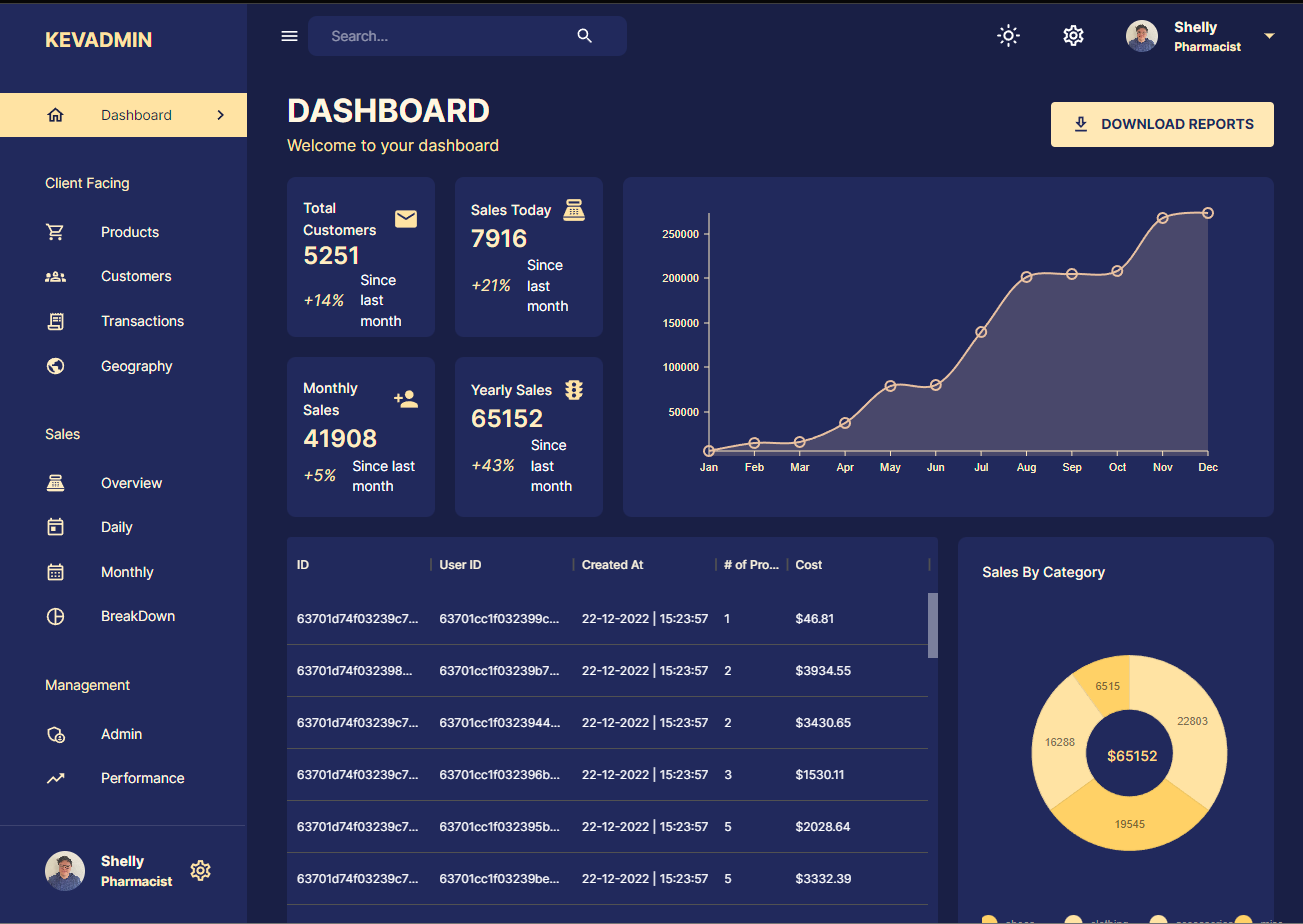 KEVADMIN
Search...
Shelly
Pharmacist
Dashboard
Client Facing
Products
Customers
Transactions
Geography
Sales
Overview
Daily
Monthly
BreakDown
Management
Admin
Performance
Shelly
Pharmacist
DASHBOARD
Welcome to your dashboard
DOWNLOAD REPORTS
Total
Customers
5251
+14%
Since
last
month
Sales Today
7916
+21%
Since
last
month
Monthly
Sales
41908
+5%
Since last
month
Yearly Sales
65152
+43%
Since
last
month
250000
200000
150000
100000
50000
Jan Feb Mar Apr May Jun Jul Aug Sep Oct Nov Dec
ID User ID Created At # of Pro... Cost
63701d74f03239c7... 63701cc1f032399c... 22-12-2022 | 15:23:57 1 $46.81
63701d74f032398... 63701cc1f03239b7... 22-12-2022 | 15:23:57 2 $3934.55
63701d74f03239c7... 63701cc1f0323944... 22-12-2022 | 15:23:57 2 $3430.65
63701d74f03239c7... 63701cc1f032396b... 22-12-2022 | 15:23:57 3 $1530.11
63701d74f03239c7... 63701cc1f032395b... 22-12-2022 | 15:23:57 5 $2028.64
63701d74f03239c7... 63701cc1f03239be... 22-12-2022 | 15:23:57 5 $3332.39
Sales By Category
6515
22803
16288
$65152
19545
shoes clothing accessories misc